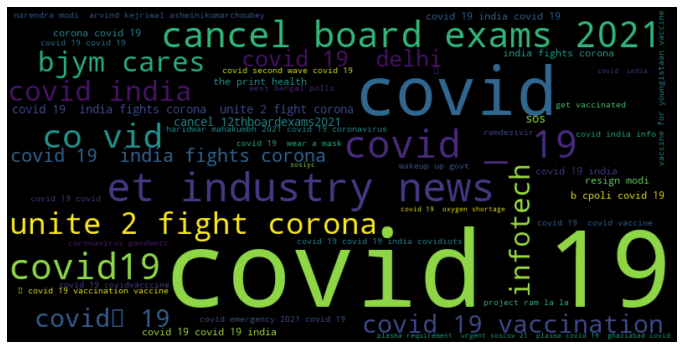 narendra modi arvind kejriwal ashwinikumarchoubey
covid 19 india covid 19
corona covid 19
cancel board exams 2021
covid 19 covid 19
bjym cares
covid 19 delhi
india fights corona
covid second wave covid 19
covid india
the print health
covid india
west bengal polls
covid
get vaccinated
vaccine for youngistaan vaccine
covid 19 india fights corona unite 2 fight corona
sos
cancel 12thboardexams2021
co vid
haridwar mahakumbh 2021 covid 19 coronavirus
covid _ 19
remdesivir
covid india info
covid 19 wear a mask
covid 19 india fights corona
wakeup up govt
sosiyc
covid 19 india
et industry news
resign modi
infotech
b cpoli covid 19
covid 19 covid
covid 19 oxygen shortage
unite 2 fight corona
covid 19 covid vaccine
coronavirus pandemic
covid 19 covid 19 india covidiots
covid19
covid 19
covid 19 covidvacccine
covid 19 vaccination vaccine
project ram la la
covid 19
covid emergency 2021 covid 19
covid 19 vaccination
covid 19 covid 19 india
plasma requirement urgent soscov 21 plasma covid 19 ghaziabad covid